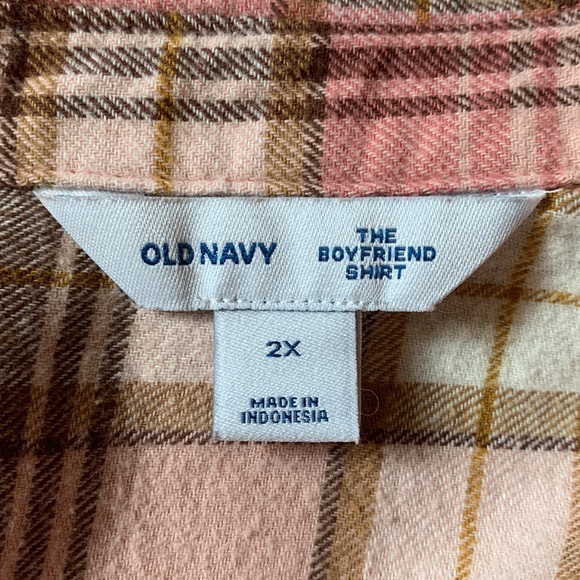 OLD NAVY
THE
BOYFRIEND
SHIRT
2X
MADE IN
INDONESIA